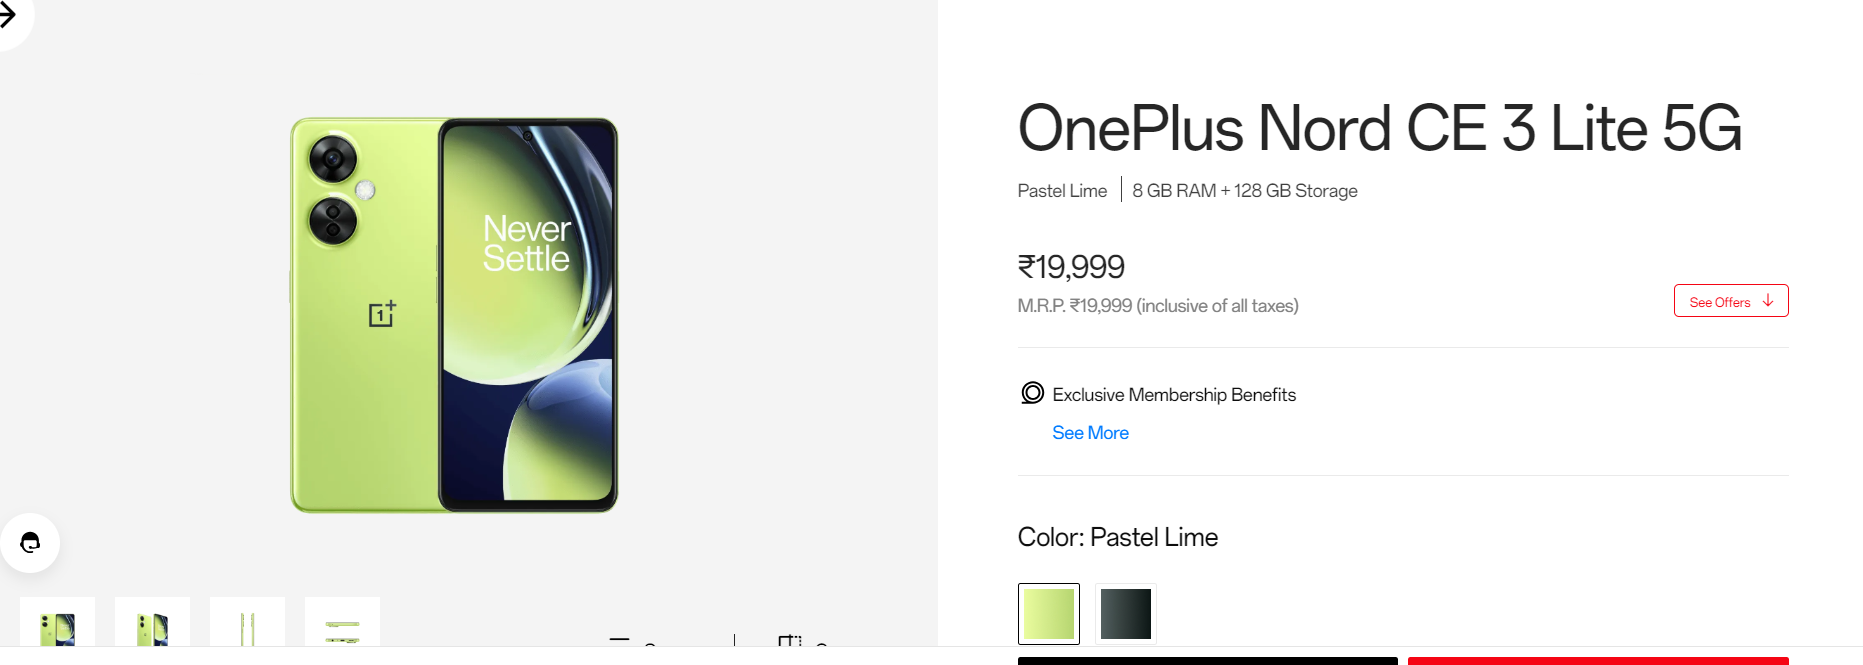 Never
Settle
OnePlus Nord CE 3 Lite 5G
Pastel Lime | 8 GB RAM + 128 GB Storage
₹19,999
M.R.P. ₹19,999 (inclusive of all taxes)
See Offers ↓
Exclusive Membership Benefits
See More
Color: Pastel Lime